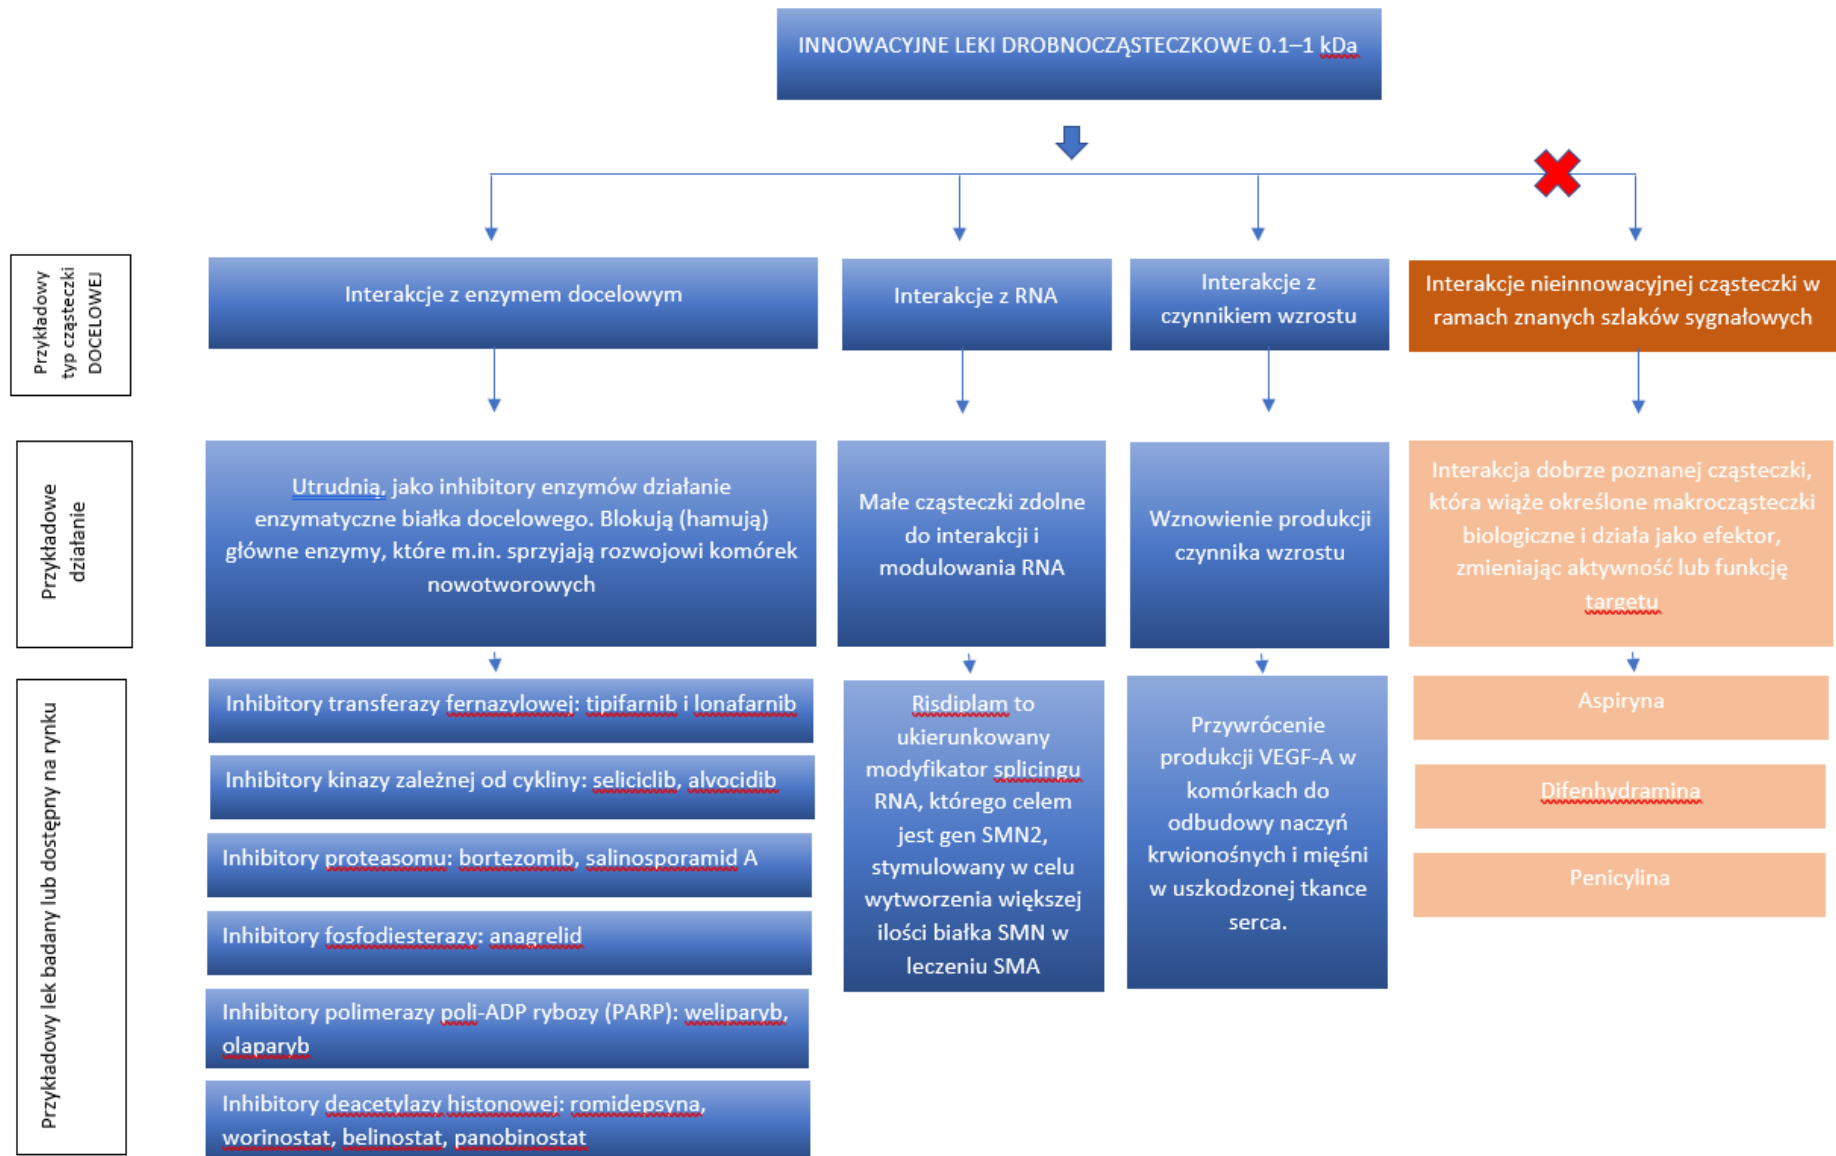 INNOWACYJNE LEKI DROBNOCZĄSTECZKOWE 0.1–1 kDa
Przykładowy
typ cząsteczki
DOCELOWEJ
Interakcje z enzymem docelowym
Interakcje z RNA
Interakcje z
czynnikiem wzrostu
Interakcje nieinnowacyjnej cząsteczki w
ramach znanych szlaków sygnałowych
Przykładowe
działanie
Utrudnią, jako inhibitory enzymów działanie
enzymatyczne białka docelowego. Blokują (hamują)
główne enzymy, które m.in. sprzyjają rozwojowi komórek
nowotworowych
Małe cząsteczki zdolne
do interakcji i
modulowania RNA
Wznowienie produkcji
czynnika wzrostu
Interakcja dobrze poznanej cząsteczki,
która wiąże określone makrocząsteczki
biologiczne i działa jako efektor,
zmieniając aktywność lub funkcję
targetu
Przykładowy lek badany lub dostępny na rynku
Inhibitory transferazy fernazylowej: tipifarnib i lonafarnib
Inhibitory kinazy zależnej od cykliny: seliciclib, alvocidib
Inhibitory proteasomu: bortezomib, salinosporamid A
Inhibitory fosfodiesterazy: anagrelid
Inhibitory polimerazy poli-ADP rybozy (PARP): weliparyb,
olaparyb
Inhibitory deacetylazy histonowej: romidepsyna,
worinostat, belinostat, panobinostat
Risdiplam to
ukierunkowany
modyfikator splicingu
RNA, którego celem
jest gen SMN2,
stymulowany w celu
wytworzenia większej
ilości białka SMN w
leczeniu SMA
Przywrócenie
produkcji VEGF-A w
komórkach do
odbudowy naczyń
krwionośnych i mięśni
w uszkodzonej tkance
serca.
Aspiryna
Difenhydramina
Penicylina